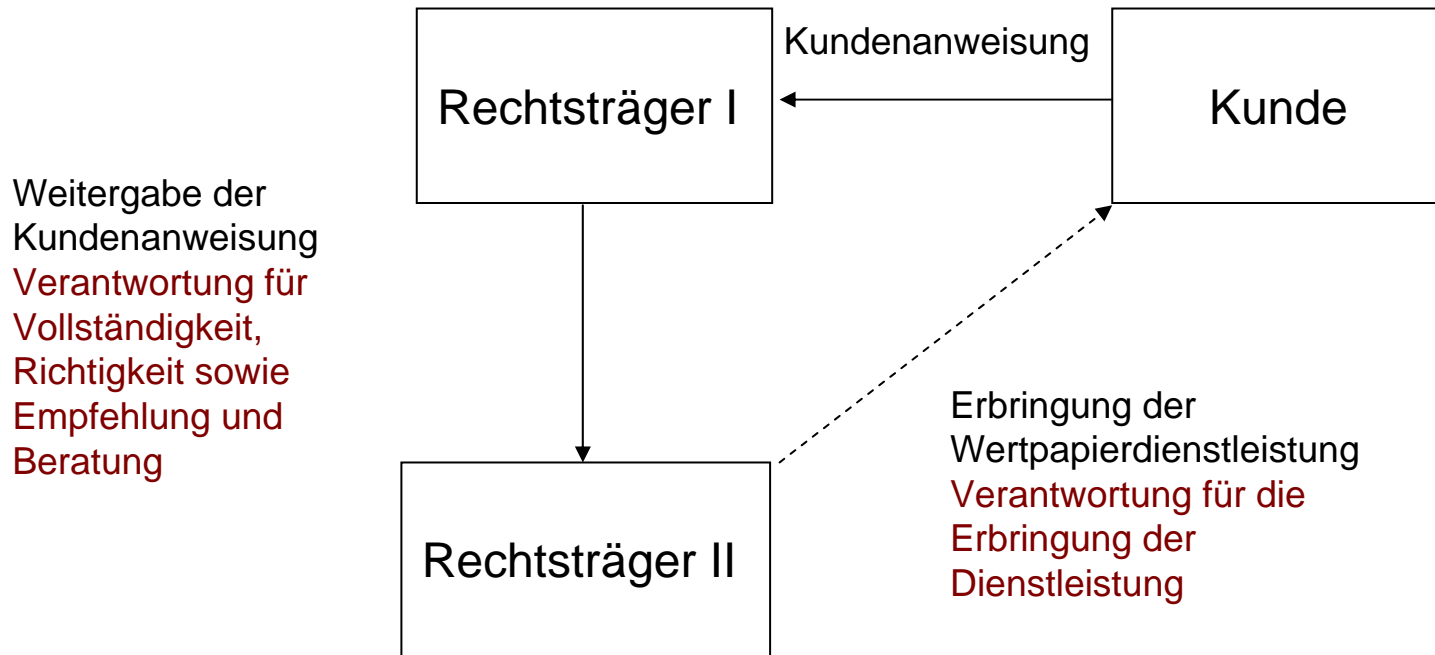 Kundenanweisung
Rechtsträger I
Kunde
Weitergabe der
Kundenanweisung
Verantwortung für
Vollständigkeit,
Richtigkeit sowie
Empfehlung und
Beratung
Erbringung der
Wertpapierdienstleistung
Verantwortung für die
Erbringung der
Dienstleistung
Rechtsträger II